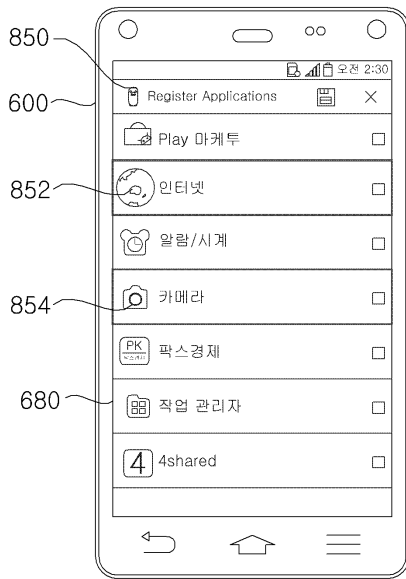 850
600
오전 2:30
Register Applications
Play 마케투
852
인터넷
알람/시계
854
카메라
PK
팍스경제
680
작업 관리자
4
4shared